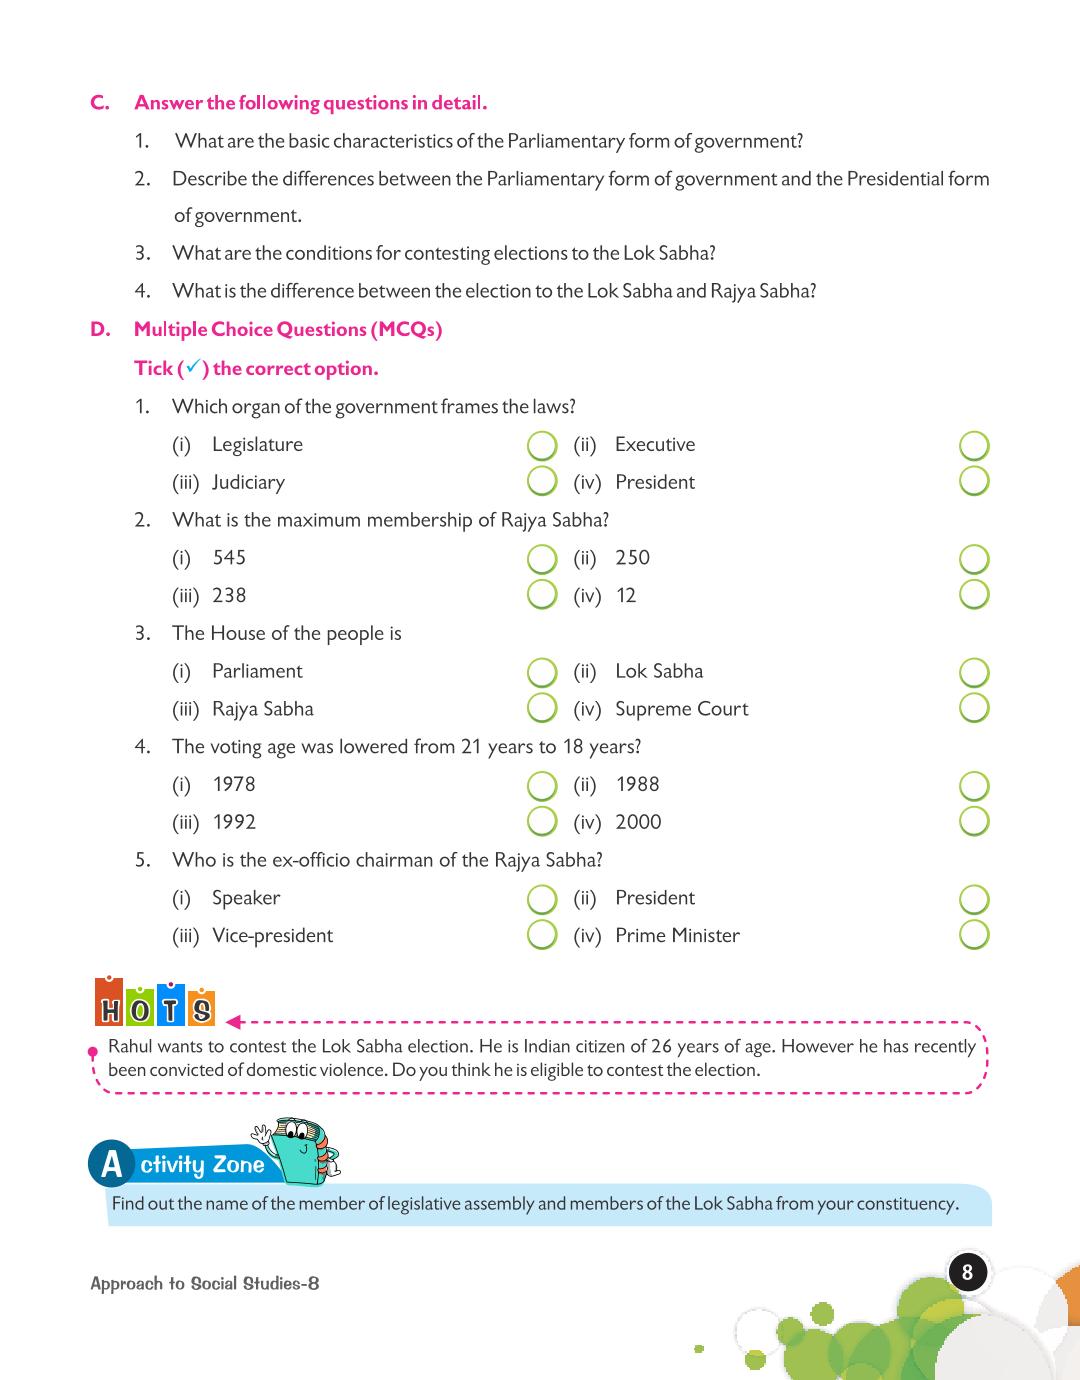 C. Answer the following questions in detail.
1. What are the basic characteristics of the Parliamentary form of government?
2. Describe the differences between the Parliamentary form of government and the Presidential form
of government.
3. What are the conditions for contesting elections to the Lok Sabha?
4. What is the difference between the election to the Lok Sabha and Rajya Sabha?
D. Multiple Choice Questions (MCQs)
Tick (✓) the correct option.
1. Which organ of the government frames the laws?
(i) Legislature (ii) Executive
(iii) Judiciary (iv) President
2. What is the maximum membership of Rajya Sabha?
(i) 545 (ii) 250
(iii) 238 (iv) 12
3. The House of the people is
(i) Parliament (ii) Lok Sabha
(iii) Rajya Sabha (iv) Supreme Court
4. The voting age was lowered from 21 years to 18 years?
(i) 1978 (ii) 1988
(iii) 1992 (iv) 2000
5. Who is the ex-officio chairman of the Rajya Sabha?
(i) Speaker (ii) President
(iii) Vice-president (iv) Prime Minister
HOTS
Rahul wants to contest the Lok Sabha election. He is Indian citizen of 26 years of age. However he has recently
been convicted of domestic violence. Do you think he is eligible to contest the election.
Activity Zone
Find out the name of the member of legislative assembly and members of the Lok Sabha from your constituency.
Approach to Social Studies-8
8